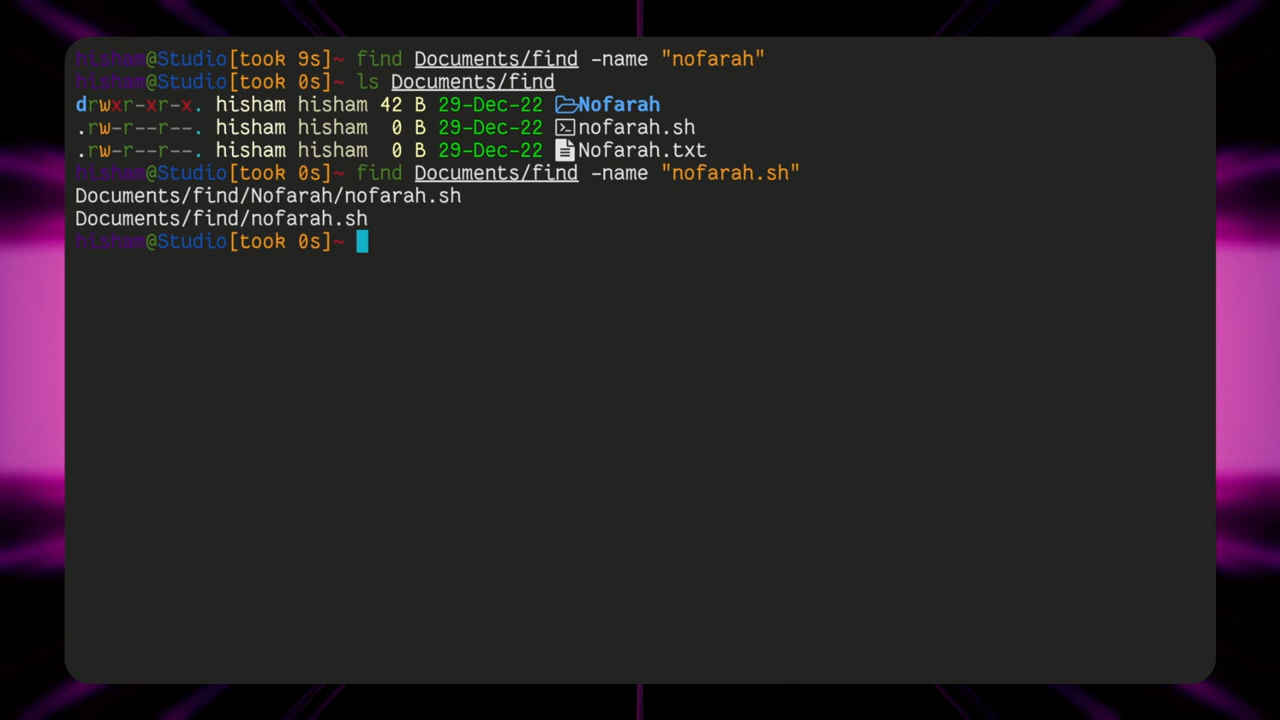 hisham@Studio[took 9s]~ find Documents/find -name "nofarah"
hisham@Studio[took 0s]~ ls Documents/find
drwxr-xr-x. hisham hisham 42 B 29-Dec-22 Nofarah
.rw-r--r--. hisham hisham 0 B 29-Dec-22 nofarah.sh
.rw-r--r--. hisham hisham 0 B 29-Dec-22 Nofarah.txt
hisham@Studio[took 0s]~ find Documents/find -name "nofarah.sh"
Documents/find/Nofarah/nofarah.sh
Documents/find/nofarah.sh
hisham@Studio[took 0s]~